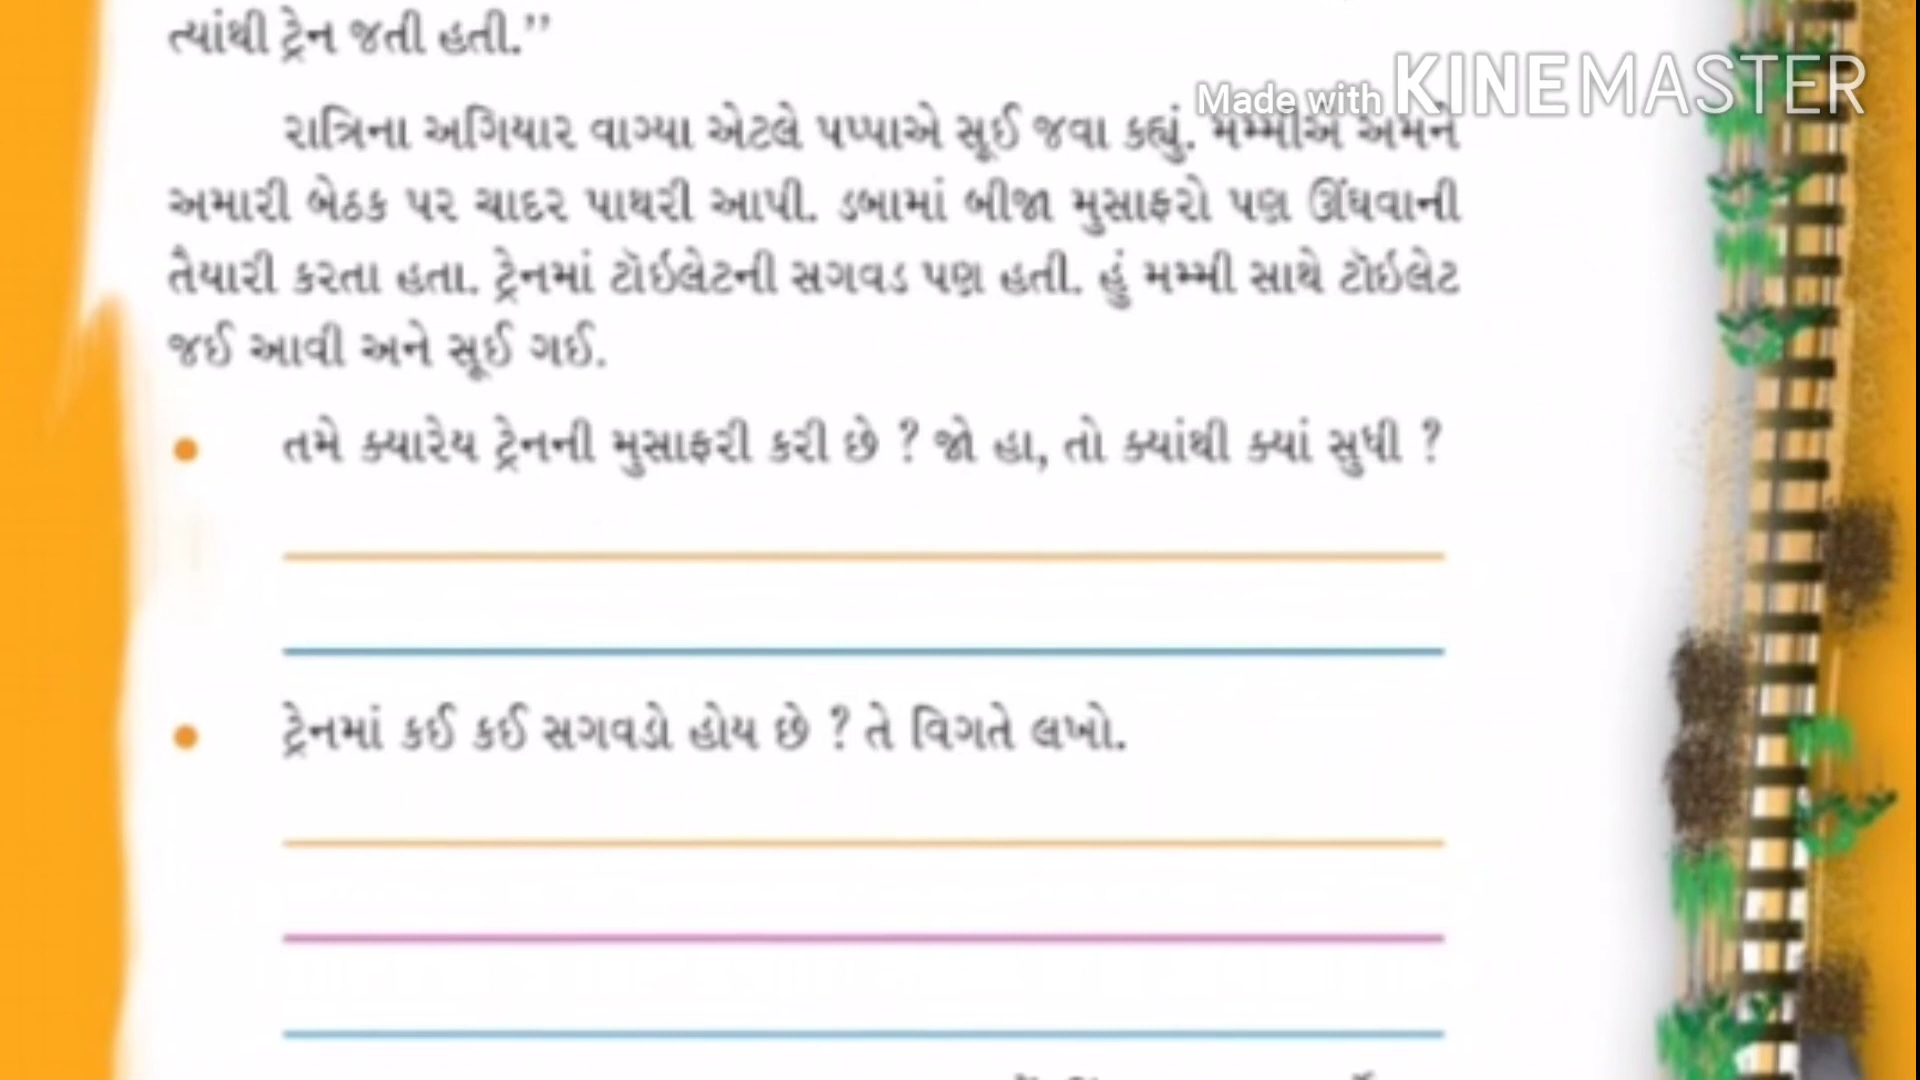 ત્યાંથી ટ્રેન જતી હતી.”
Made with KINEMASTER
રાત્રિના અગિયાર વાગ્યા એટલે પપ્પાએ સૂઈ જવા કહ્યું. મમ્મીએ અમને
અમારી બેઠક પર ચાદર પાથરી આપી. ડબામાં બીજા મુસાફરો પણ ઊંઘવાની
તૈયારી કરતા હતા. ટ્રેનમાં ટૉઇલેટની સગવડ પણ હતી. હું મમ્મી સાથે ટૉઇલેટ
જઈ આવી અને સૂઈ ગઈ.
• તમે ક્યારેય ટ્રેનની મુસાફરી કરી છે ? જો હા, તો ક્યાંથી ક્યાં સુધી ?
• ટ્રેનમાં કઈ કઈ સગવડો હોય છે ? તે વિગતે લખો.